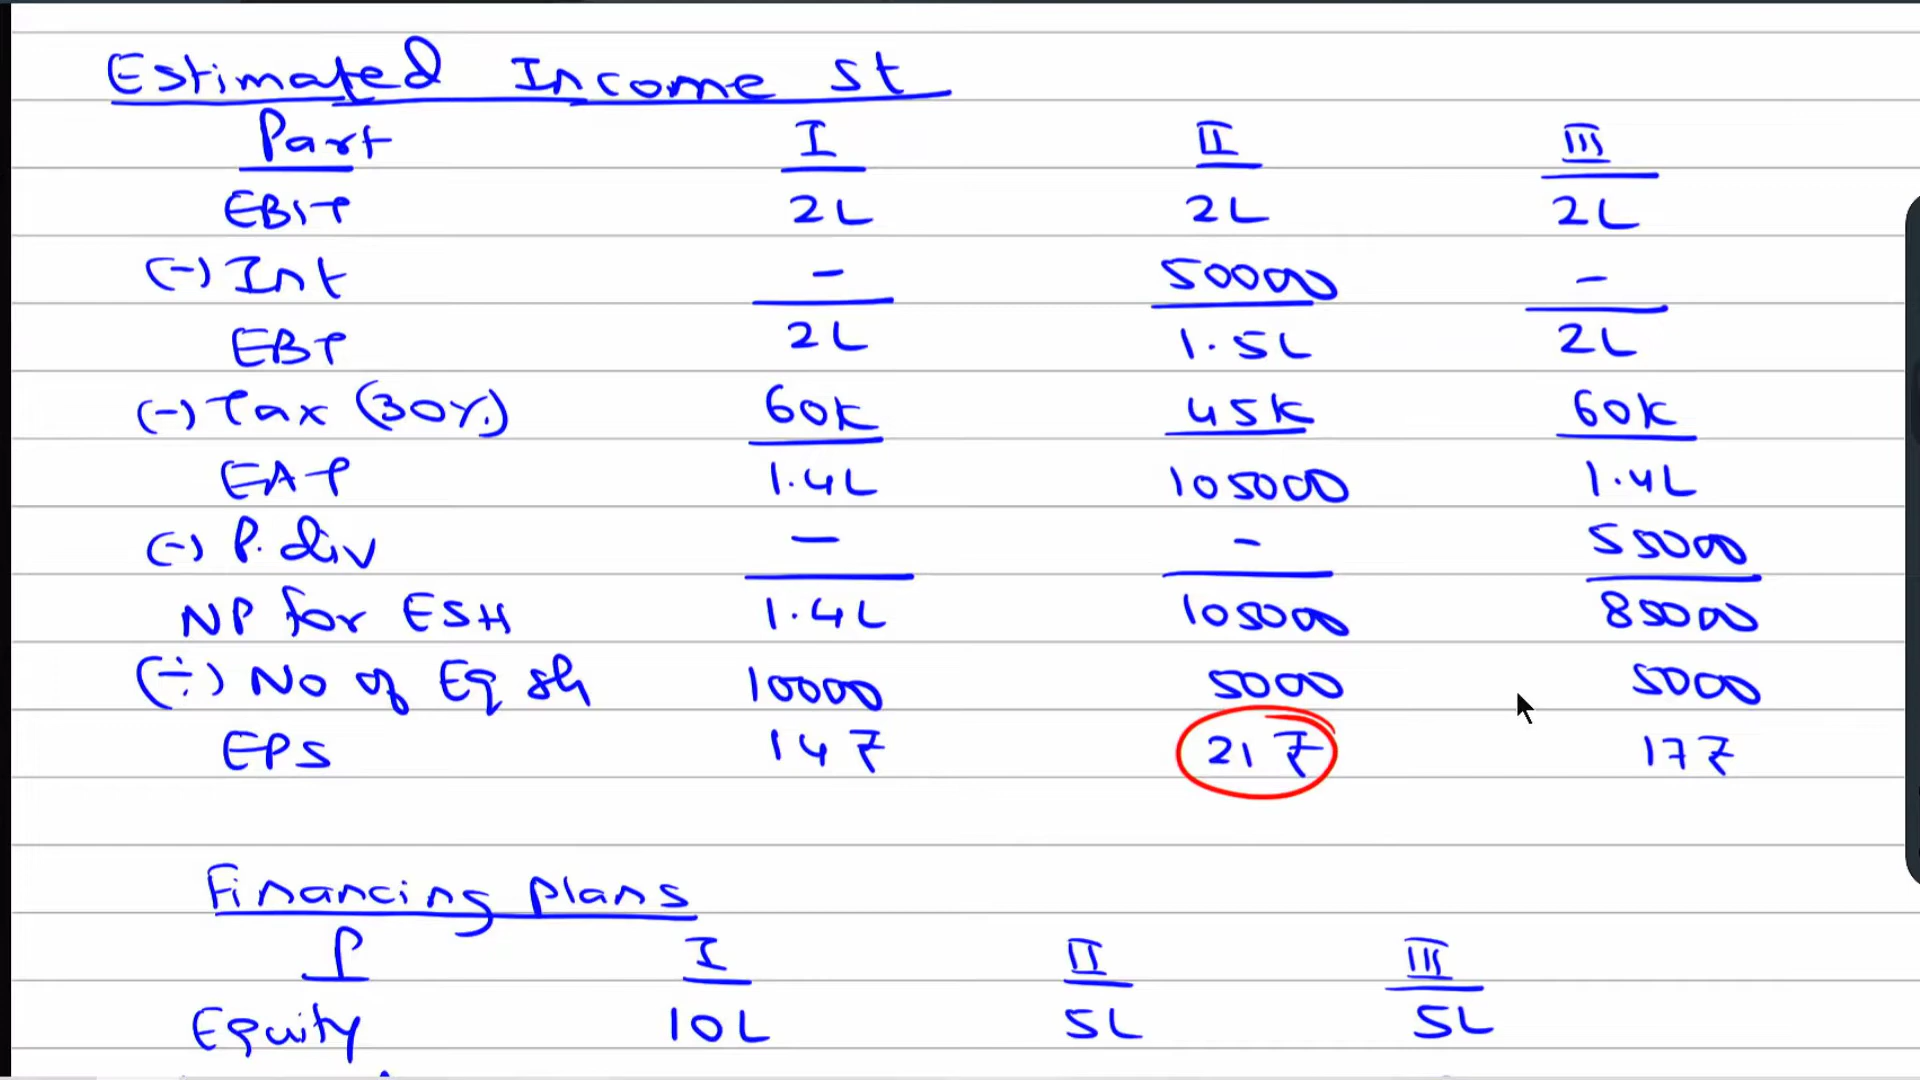 Estimated Income St
Part I II III
EBIT 2L 2L 2L
(-) Int - 50000 -
EBT 2L 1.5L 2L
(-) Tax (30%) 60K 45K 60K
EAT 1.4L 105000 1.4L
(-) P. div - - 55000
NP for ESH 1.4L 105000 85000
(÷) No of Eq sh 10000 5000 5000
EPS 14₹ 21₹ 17₹
Financing plans
P I II III
Equity 10L 5L 5L